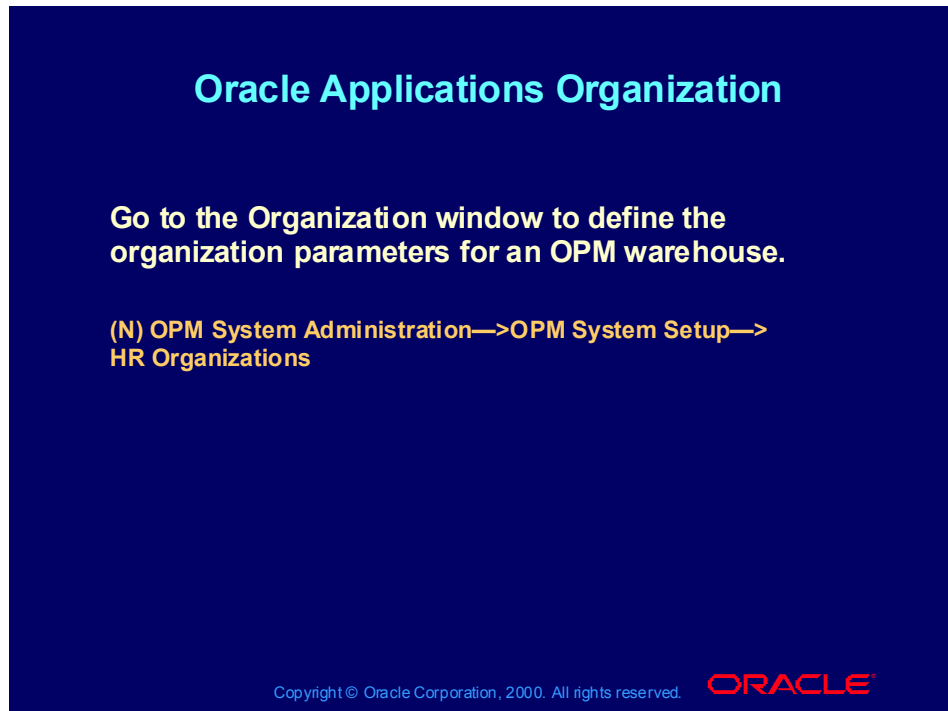 Oracle Applications Organization
Go to the Organization window to define the
organization parameters for an OPM warehouse.
(N) OPM System Administration—>OPM System Setup—>
HR Organizations
Copyright © Oracle Corporation, 2000. All rights reserved.
ORACLE®